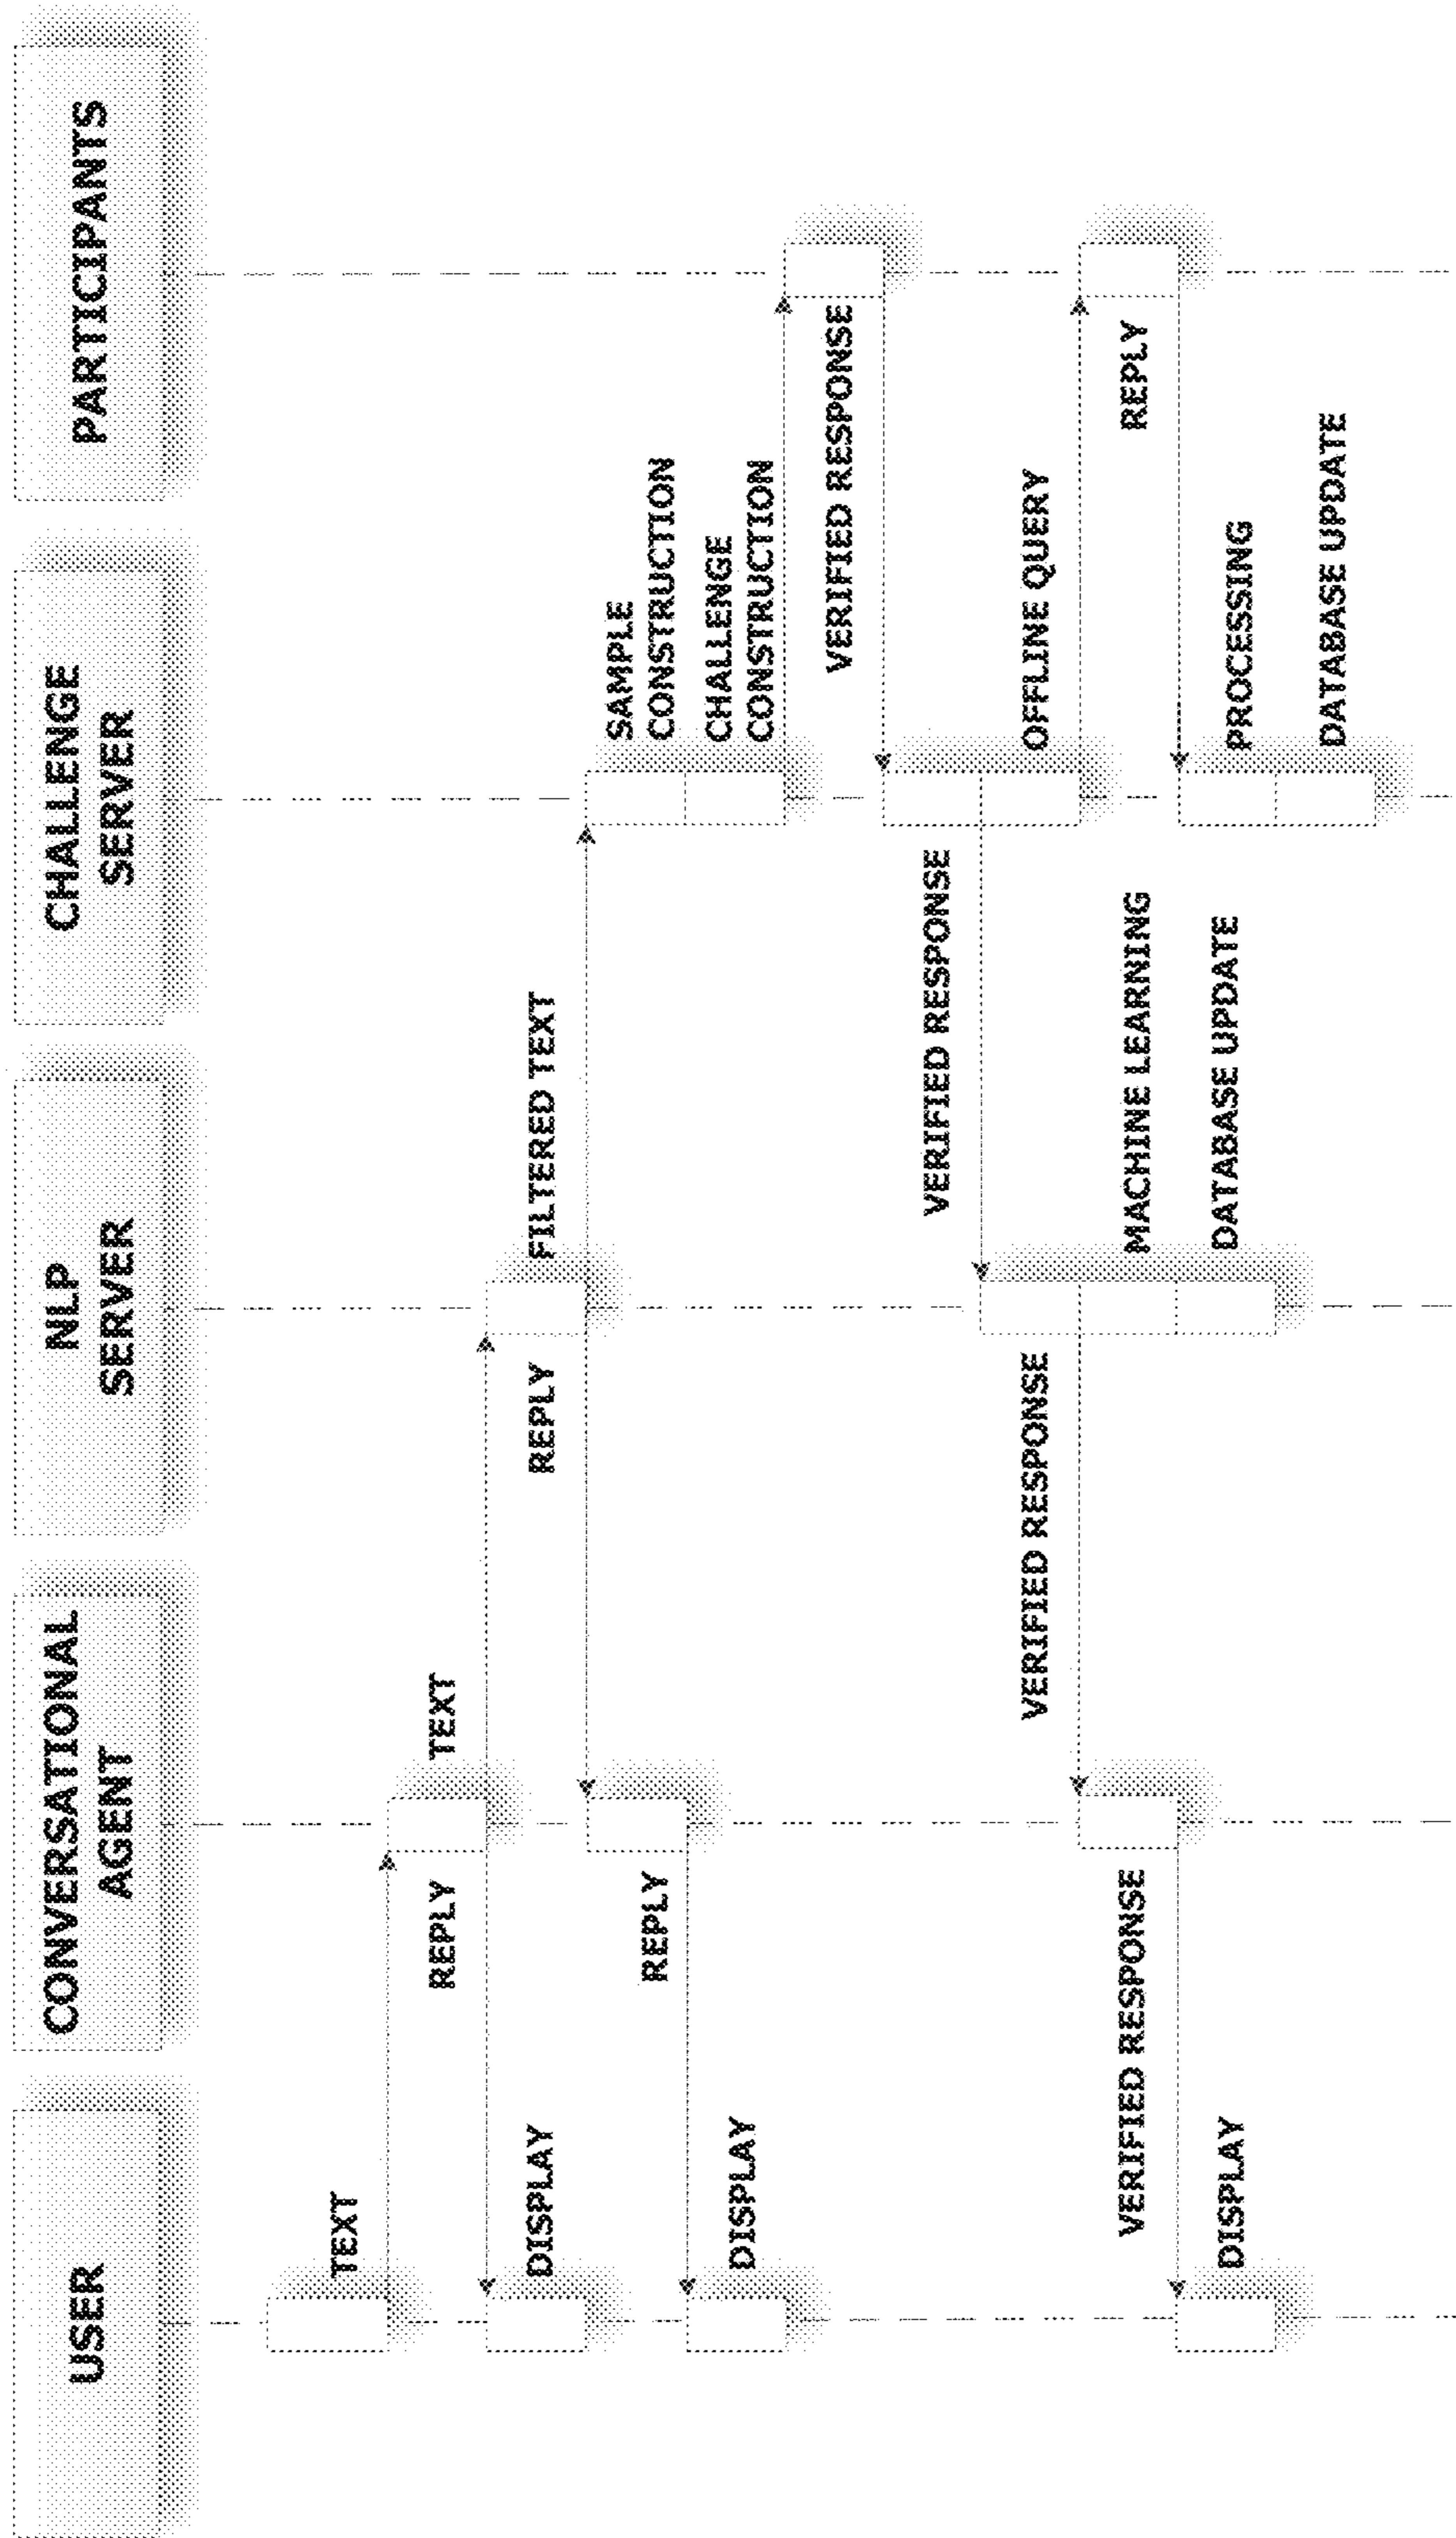 USER
CONVERSATIONAL
AGENT
NLP
SERVER
CHALLENGE
SERVER
PARTICIPANTS
TEXT
REPLY
TEXT
DISPLAY
REPLY
FILTERED TEXT
REPLY
SAMPLE
CONSTRUCTION
DISPLAY
CHALLENGE
CONSTRUCTION
VERIFIED RESPONSE
VERIFIED RESPONSE
VERIFIED RESPONSE
OFFLINE QUERY
VERIFIED RESPONSE
MACHINE LEARNING
REPLY
DISPLAY
DATABASE UPDATE
PROCESSING
DATABASE UPDATE